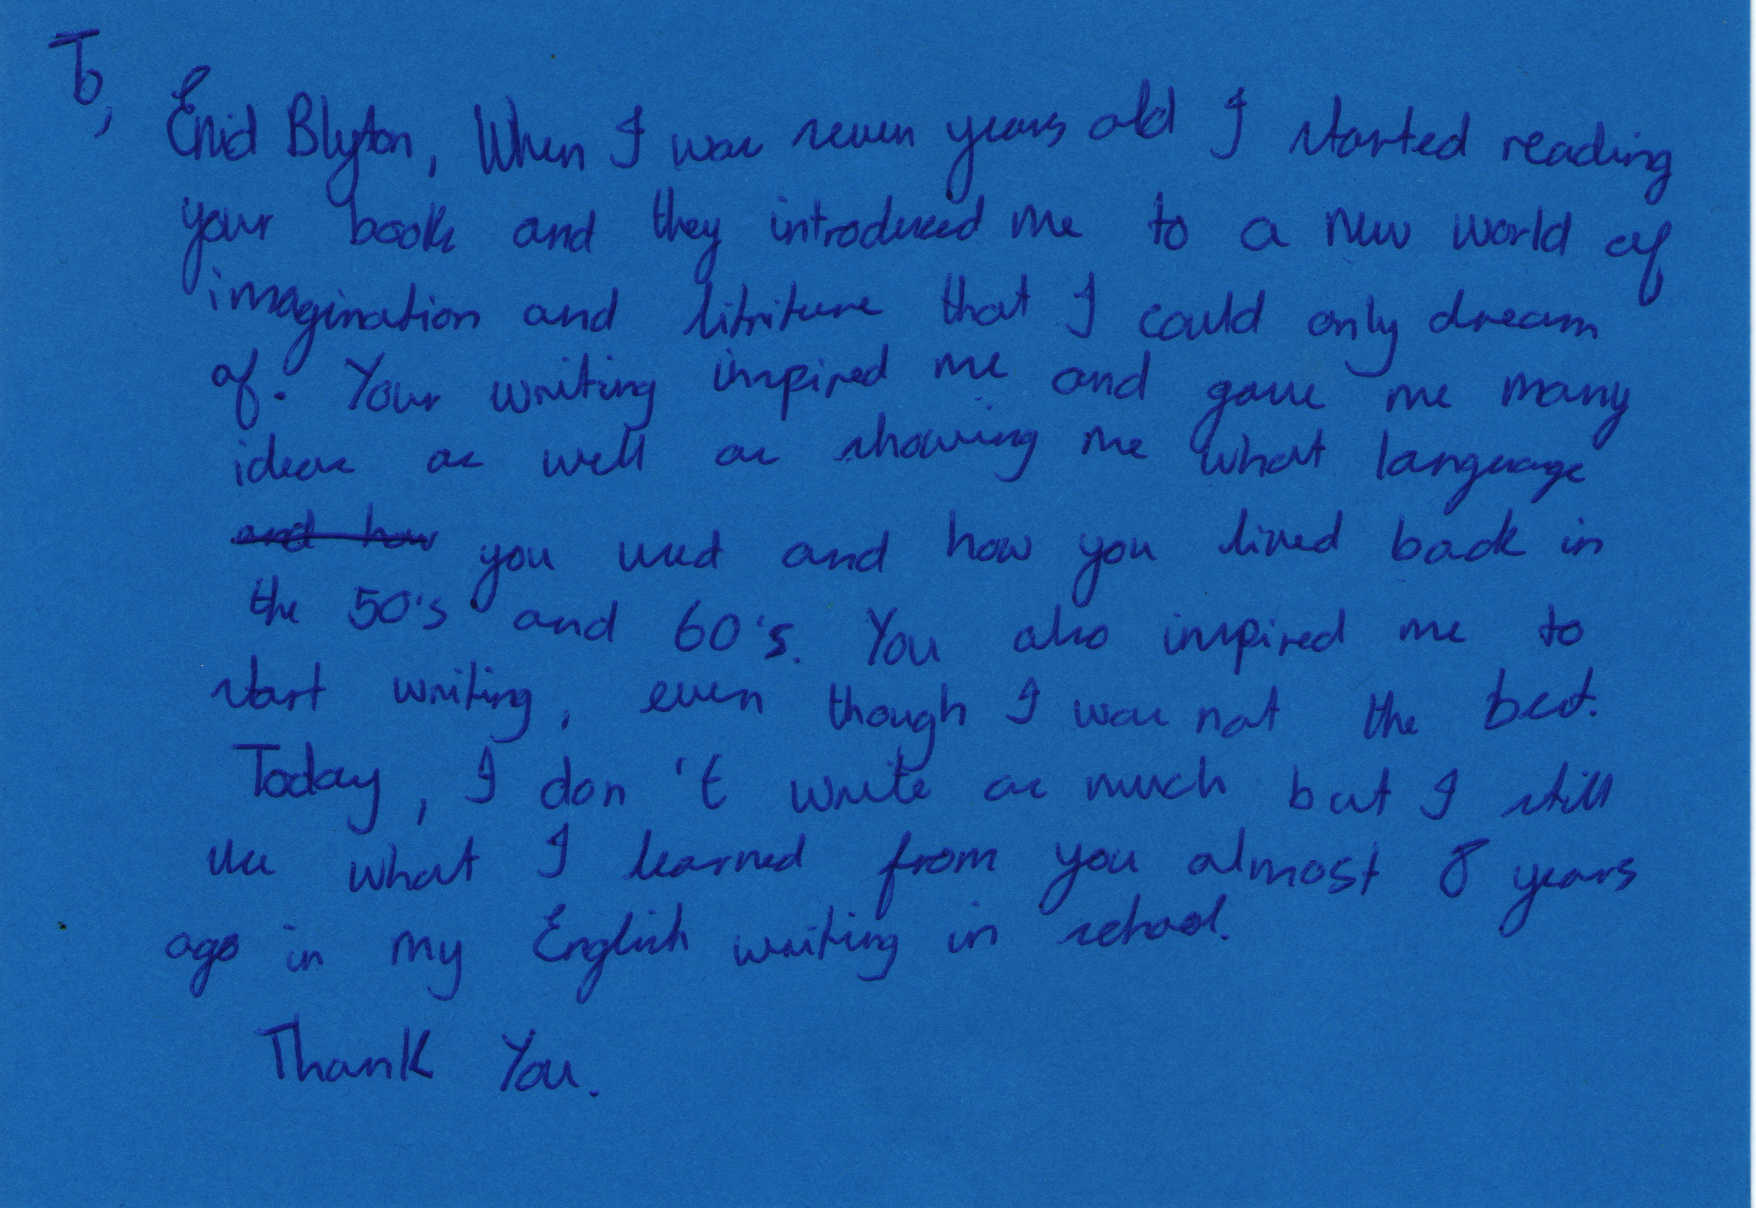 To,
Enid Blyton, When I was seven years old I started reading
your books and they introduced me to a new world of
imagination and litriture that I could only dream
of. Your writing inspired me and gave me many
ideas as well as showing me what language
and how you used and how you lived back in
the 50's and 60's. You also inspired me to
start writing, even though I was not the best.
Today, I don't write as much but I still
use what I learned from you almost 8 years
ago in my English writing in school.
Thank You.